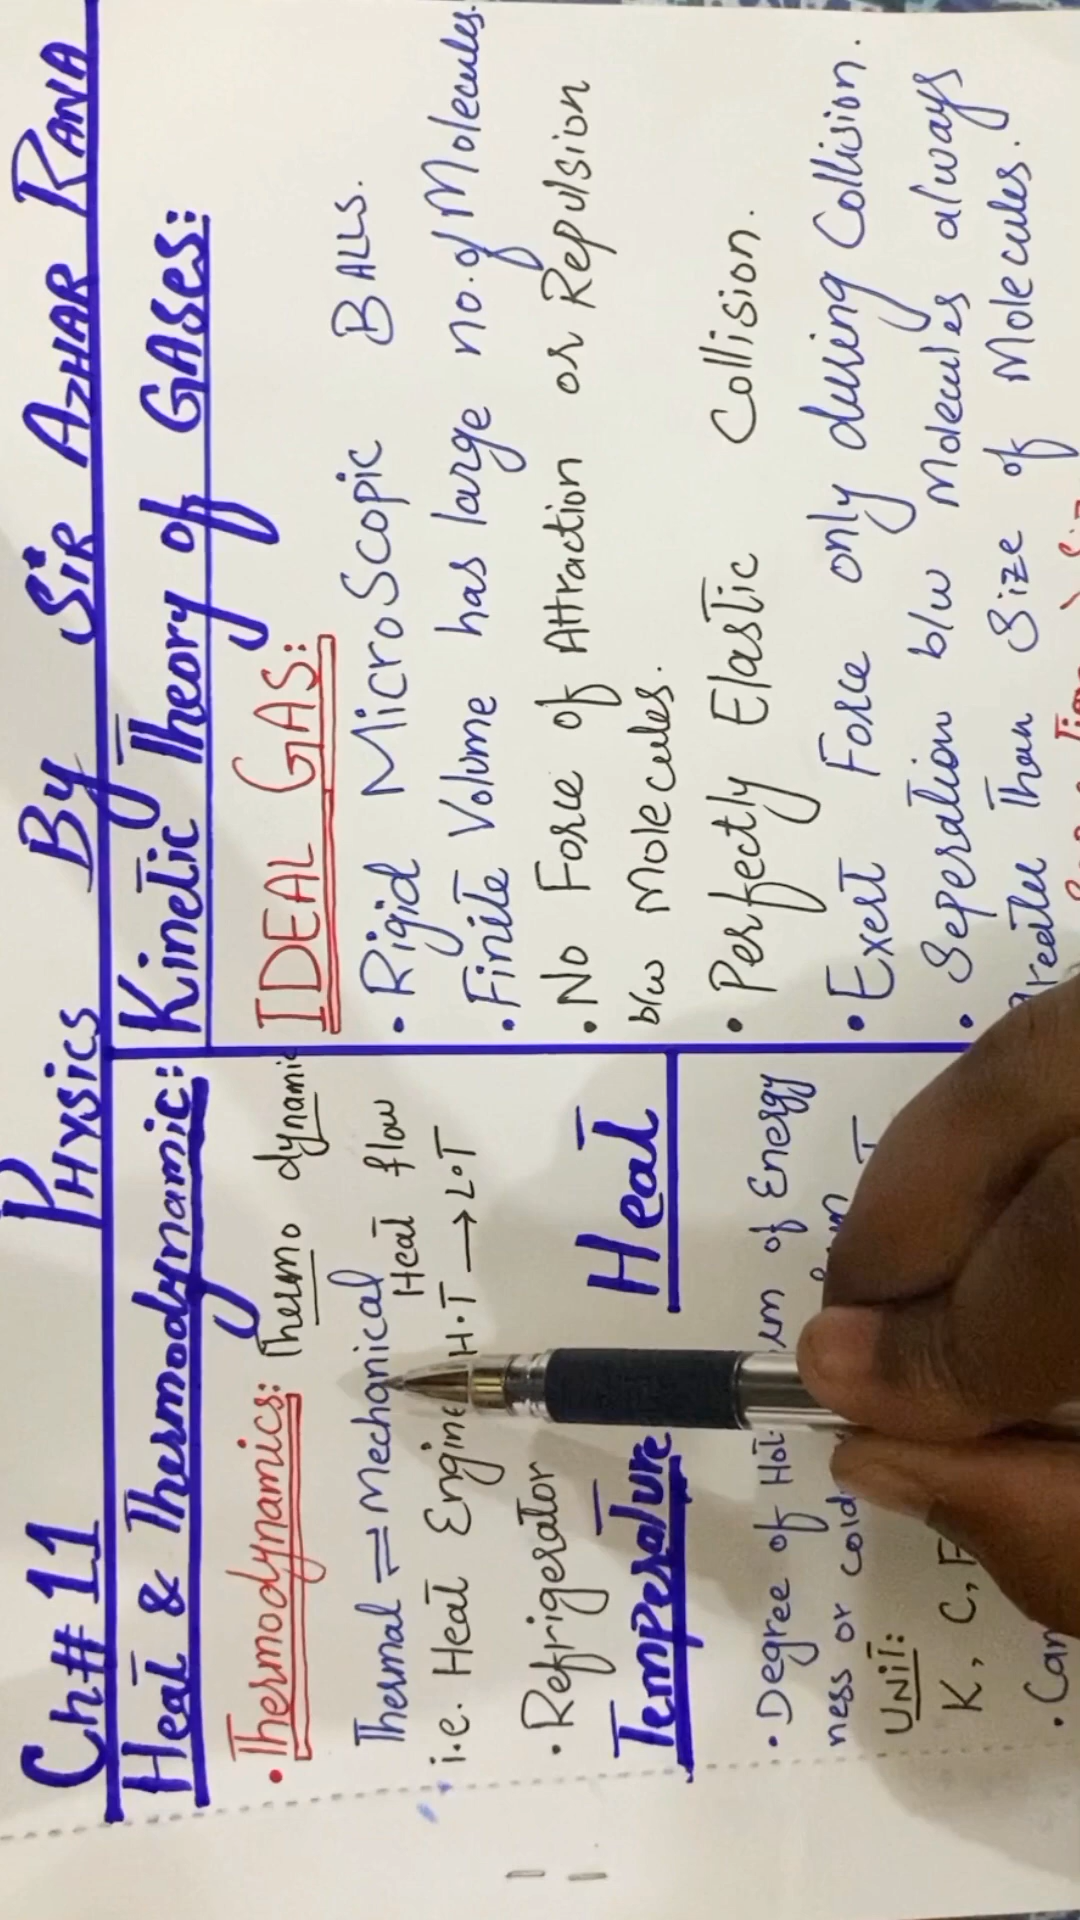 Ch# 11 Physics By Sir Azhar Rana
Heat & Thermodynamic:
• Thermodynamics: Thermo dynamic
Thermal ⇌ Mechanical
Heat flow
i.e. Heat Engine H.T → L.T
• Refrigerator
Temperature
• Degree of Hot
ness or cold
UNIT:
K, C, F
Heat
of Energy
Kinetic Theory of GASes:
IDEAL GAS:
• Rigid MicroScopic BALLS.
• Finite Volume has large no. of Molecules.
• No Force of Attraction or Repulsion
b/w Molecules.
• Perfectly Elastic Collision.
• Exert Force only during Collision.
• Seperation b/w Molecules always
Than Size of Molecules.